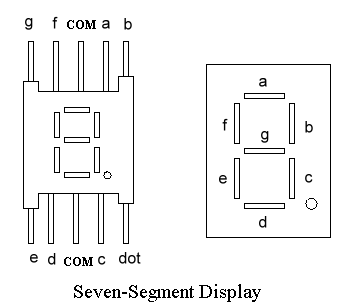 g f COM a b
a
f b
g
e c
d
e d COM c dot
Seven-Segment Display